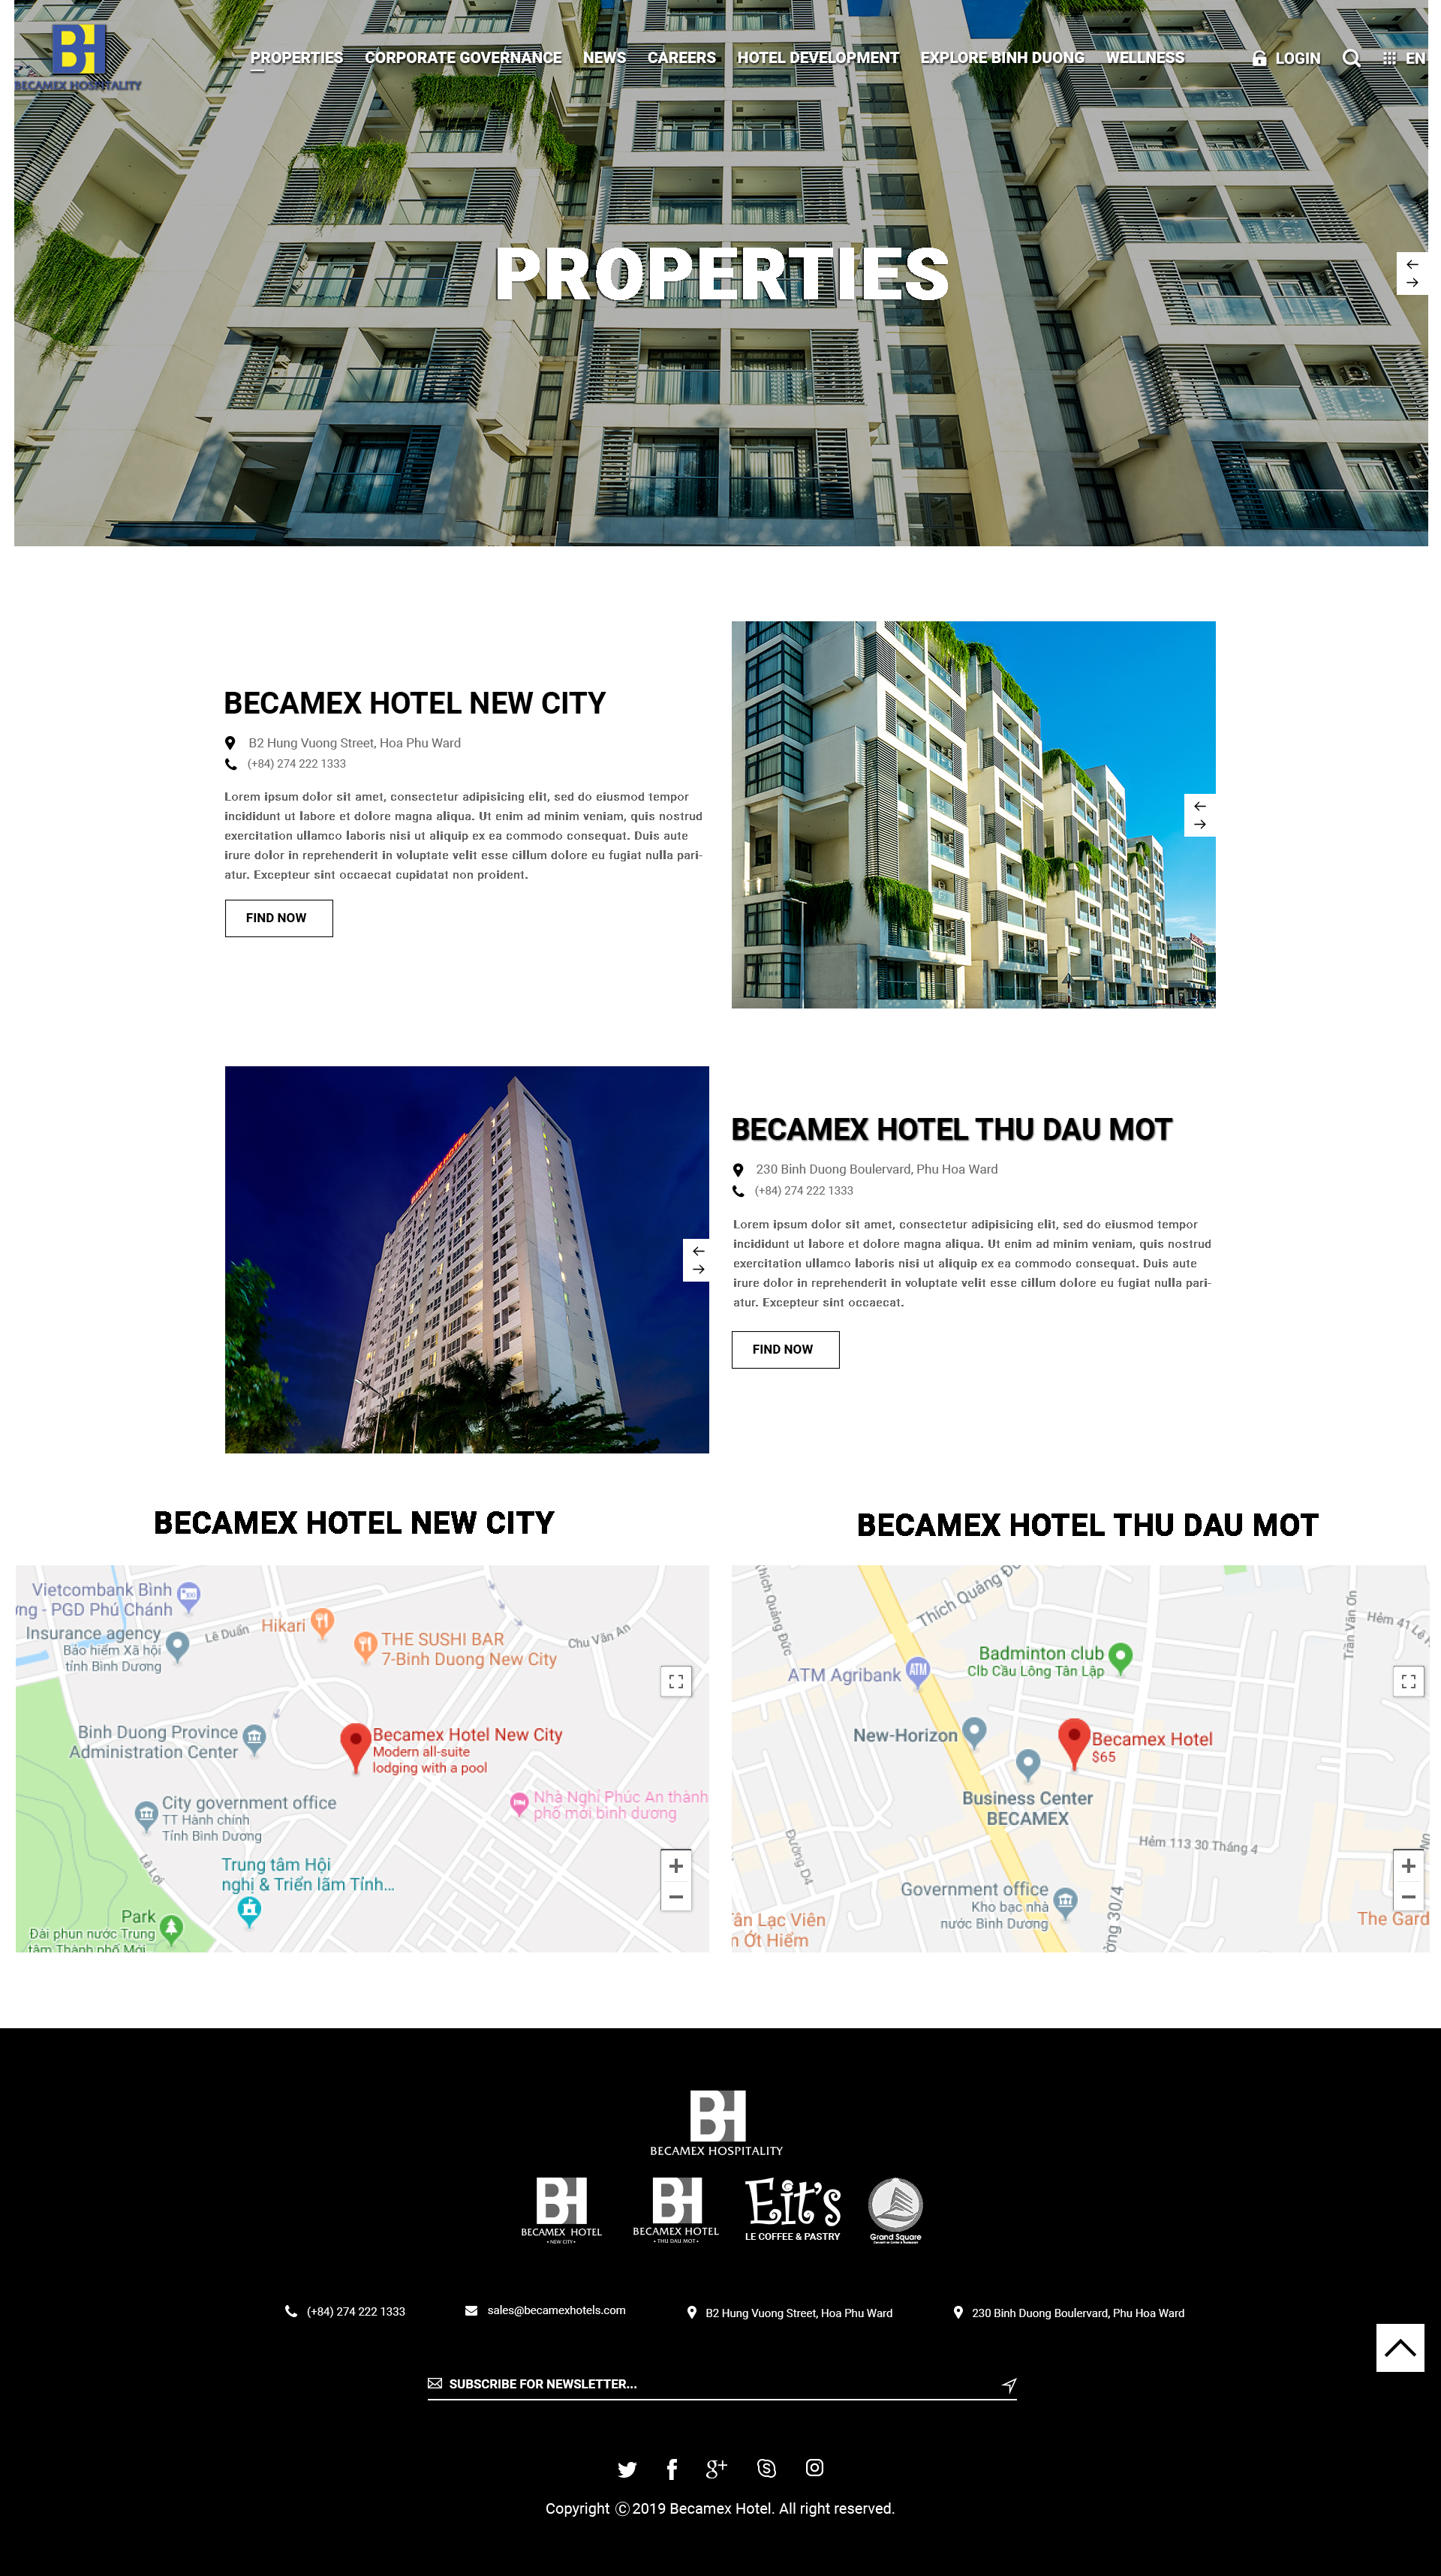 BH
BECAMEX HOSPITALITY
PROPERTIES CORPORATE GOVERNANCE NEWS CAREERS HOTEL DEVELOPMENT EXPLORE BINH DUONG WELLNESS LOGIN EN
PROPERTIES
BECAMEX HOTEL NEW CITY
B2 Hung Vuong Street, Hoa Phu Ward
(+84) 274 222 1333
Lorem ipsum dolor sit amet, consectetur adipisicing elit, sed do eiusmod tempor
incididunt ut labore et dolore magna aliqua. Ut enim ad minim veniam, quis nostrud
exercitation ullamco laboris nisi ut aliquip ex ea commodo consequat. Duis aute
irure dolor in reprehenderit in voluptate velit esse cillum dolore eu fugiat nulla pari-
atur. Excepteur sint occaecat cupidatat non proident.
FIND NOW
BECAMEX HOTEL
BECAMEX HOTEL THU DAU MOT
230 Binh Duong Boulervard, Phu Hoa Ward
(+84) 274 222 1333
Lorem ipsum dolor sit amet, consectetur adipisicing elit, sed do eiusmod tempor
incididunt ut labore et dolore magna aliqua. Ut enim ad minim veniam, quis nostrud
exercitation ullamco laboris nisi ut aliquip ex ea commodo consequat. Duis aute
irure dolor in reprehenderit in voluptate velit esse cillum dolore eu fugiat nulla pari-
atur. Excepteur sint occaecat.
FIND NOW
BECAMEX HOTEL NEW CITY
Vietcombank Bình
ơng - PGD Phú Chánh
Insurance agency
Bảo hiểm Xã hội
tỉnh Bình Dương
Lê Duẩn
Hikari
THE SUSHI BAR
7-Binh Duong New City
Chu Văn An
Binh Duong Province
Administration Center
Becamex Hotel New City
Modern all-suite
lodging with a pool
City government office
TT Hành chính
Tỉnh Bình Dương
Nhà Nghỉ Phúc An thành
phố mới bình dương
Lê Lợi
Trung tâm Hội
nghị & Triển lãm Tỉnh...
Park
Đài phun nước Trung
tâm Thành phố Mới
BECAMEX HOTEL THU DAU MOT
Thích Quảng Đức
Thích Quảng Đứ
Trần Văn Ơn
Hẻm 41 Lê H
Badminton club
Clb Cầu Lông Tân Lập
ATM Agribank
ATM
New-Horizon
Becamex Hotel
$65
Business Center
BECAMEX
Hẻm 113 30 Tháng 4
Đường D4
Government office
Kho bạc nhà
nước Bình Dương
ờng 30/4
Tân Lạc Viên
m Ớt Hiểm
The Gard
BH
BECAMEX HOSPITALITY
BH
BECAMEX HOTEL
• NEW CITY •
BH
BECAMEX HOTEL
• THU DAU MOT •
Eit's
LE COFFEE & PASTRY
Grand Square
(+84) 274 222 1333
sales@becamexhotels.com
B2 Hung Vuong Street, Hoa Phu Ward
230 Binh Duong Boulervard, Phu Hoa Ward
SUBSCRIBE FOR NEWSLETTER...
Copyright © 2019 Becamex Hotel. All right reserved.